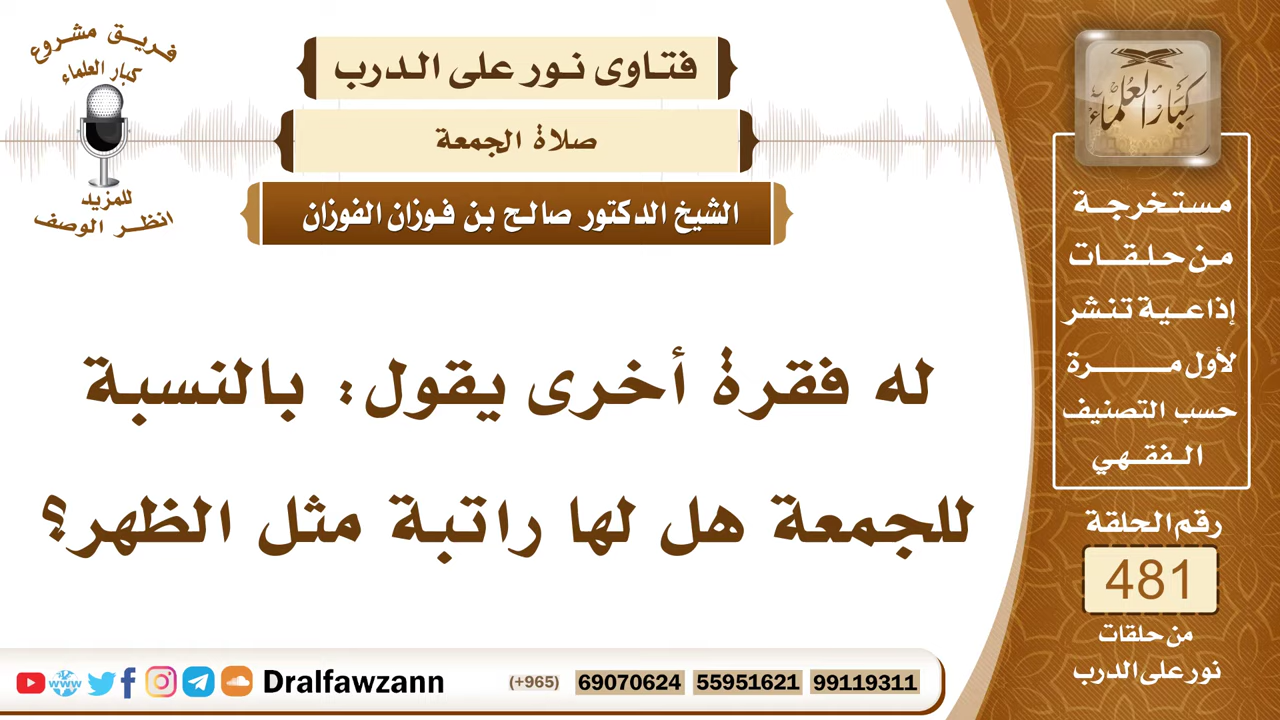 فريق مشروع
كبار العلماء
للمزيد
انظر الوصف
فتاوى نور على الدرب
صلاة الجمعة
الشيخ الدكتور صالح بن فوزان الفوزان
له فقرة أخرى يقول: بالنسبة
للجمعة هل لها راتبة مثل الظهر؟
كبار العلماء
مستخرجة
من حلقات
إذاعية تنشر
لأول مرة
حسب التصنيف
الفقهي
رقم الحلقة
481
من حلقات
نور على الدرب
www
Dralfawzann (+965) 69070624 55951621 99119311